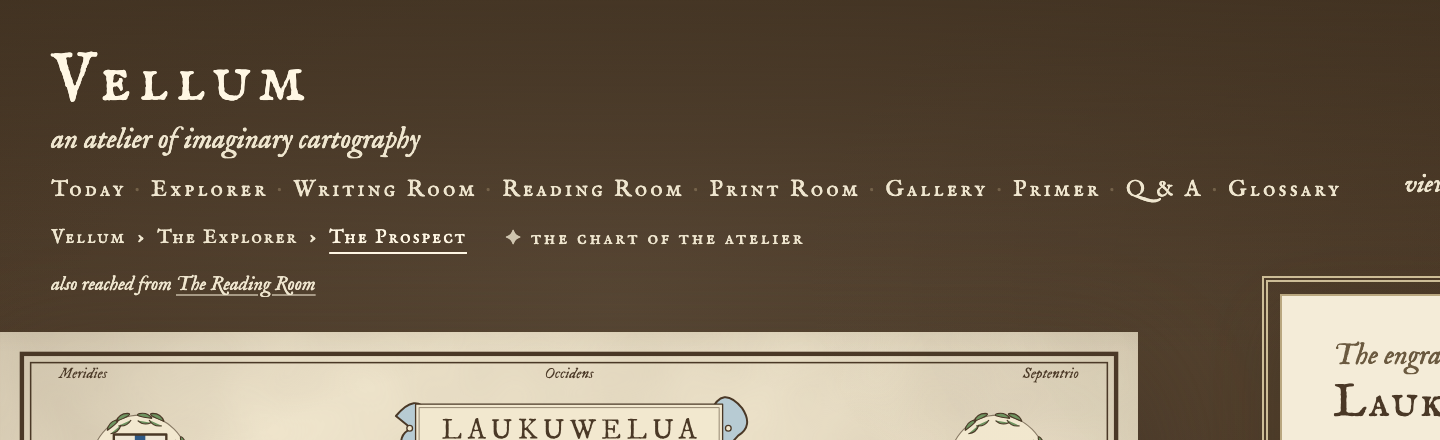 Vellum
an atelier of imaginary cartography
Today · Explorer · Writing Room · Reading Room · Print Room · Gallery · Primer · Q & A · Glossary
Vellum › The Explorer › The Prospect ✦ the chart of the atelier
also reached from The Reading Room
Meridies Occidens Septentrio
LAUKUWELUA
The